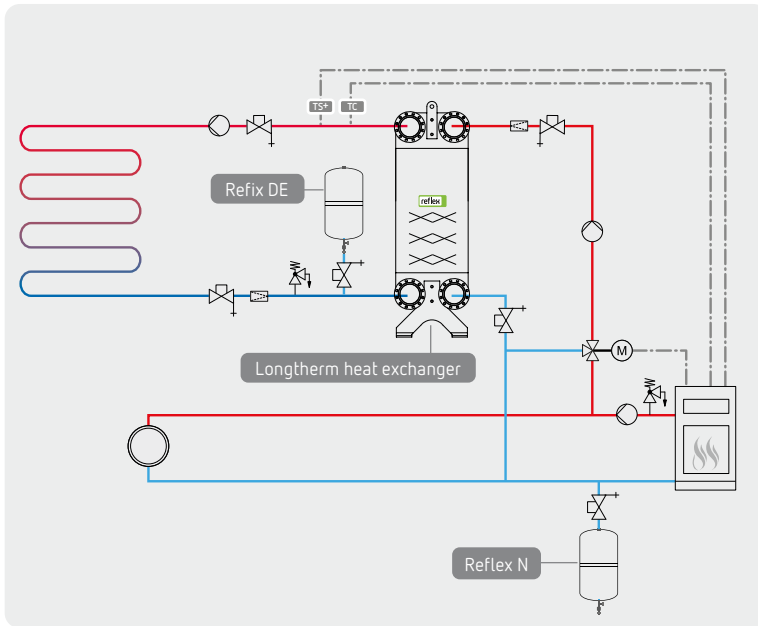 TS+
TC
Refix DE
reflex
Longtherm heat exchanger
M
Reflex N